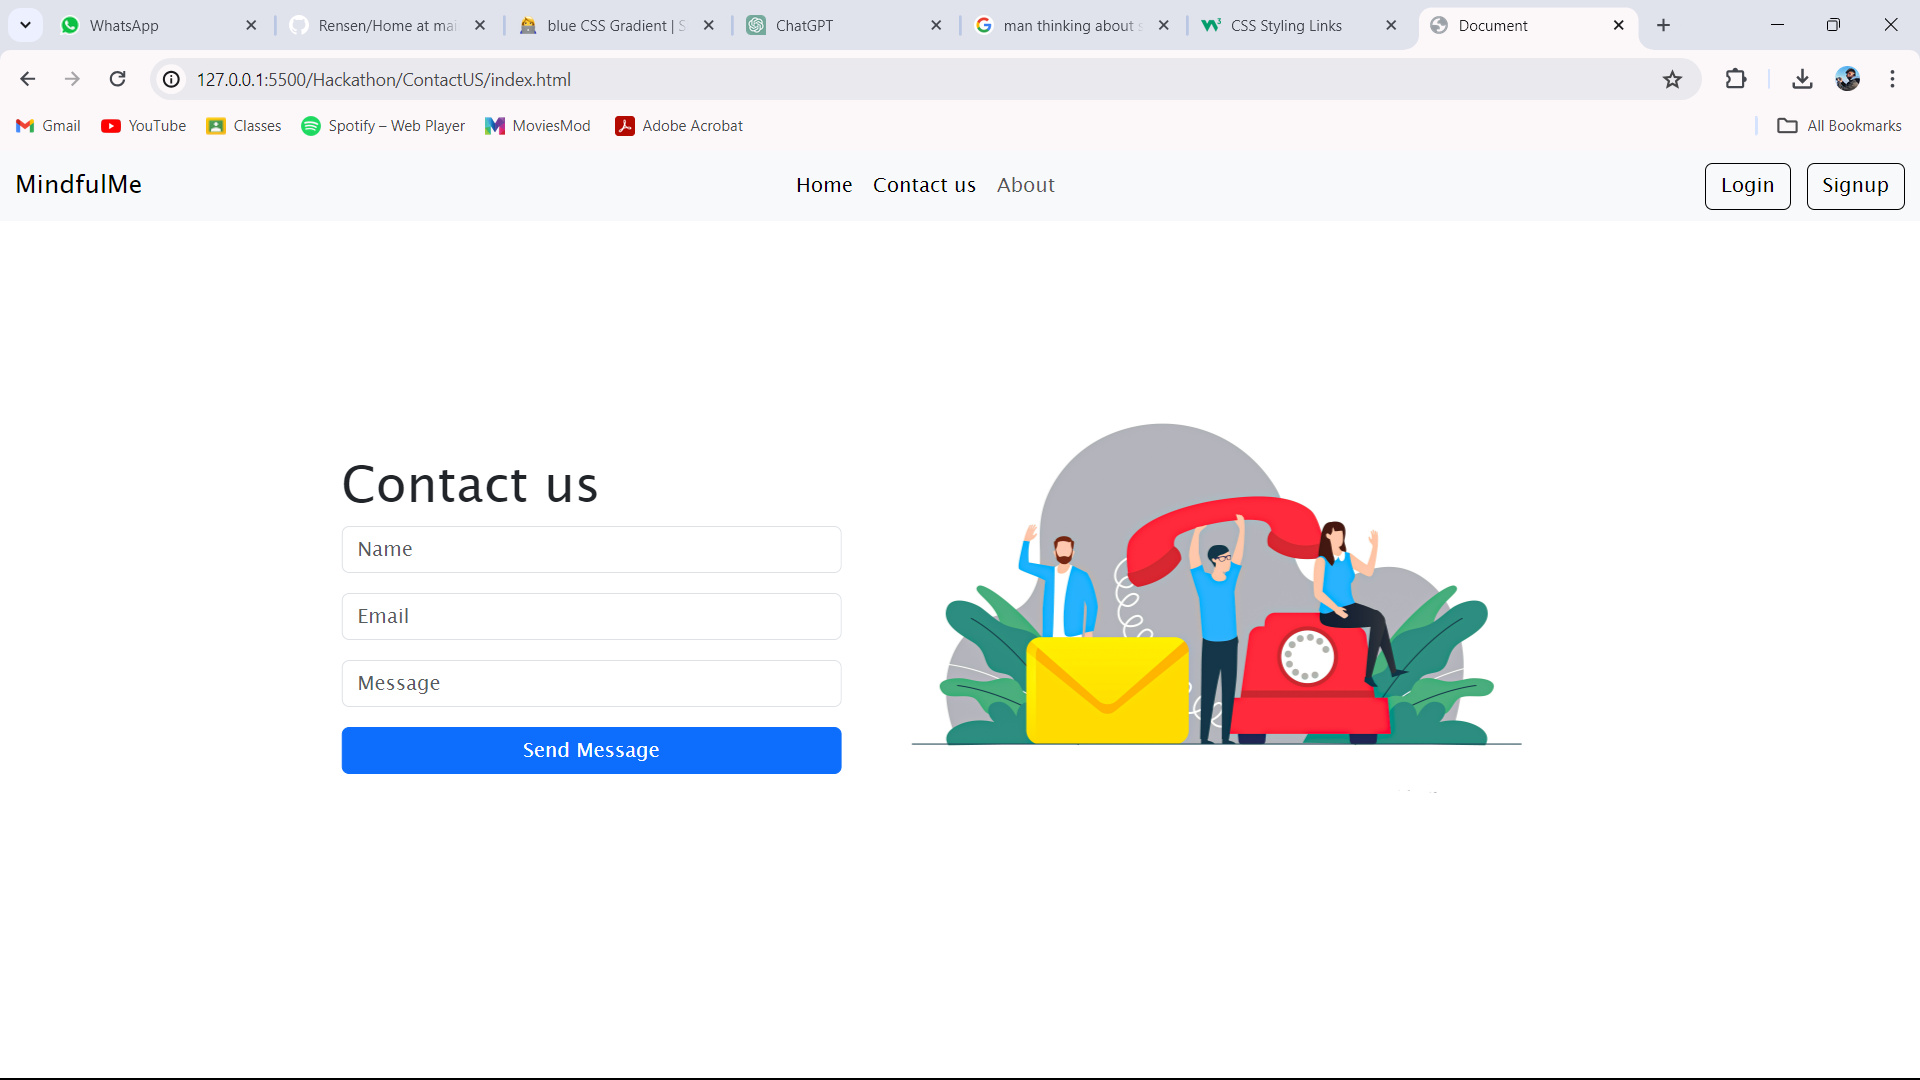 WhatsApp
Rensen/Home at mai
blue CSS Gradient | S
ChatGPT
man thinking about s
CSS Styling Links
Document
127.0.0.1:5500/Hackathon/ContactUS/index.html
Gmail
YouTube
Classes
Spotify – Web Player
MoviesMod
Adobe Acrobat
All Bookmarks
MindfulMe
Home
Contact us
About
Login
Signup
Contact us
Name
Email
Message
Send Message